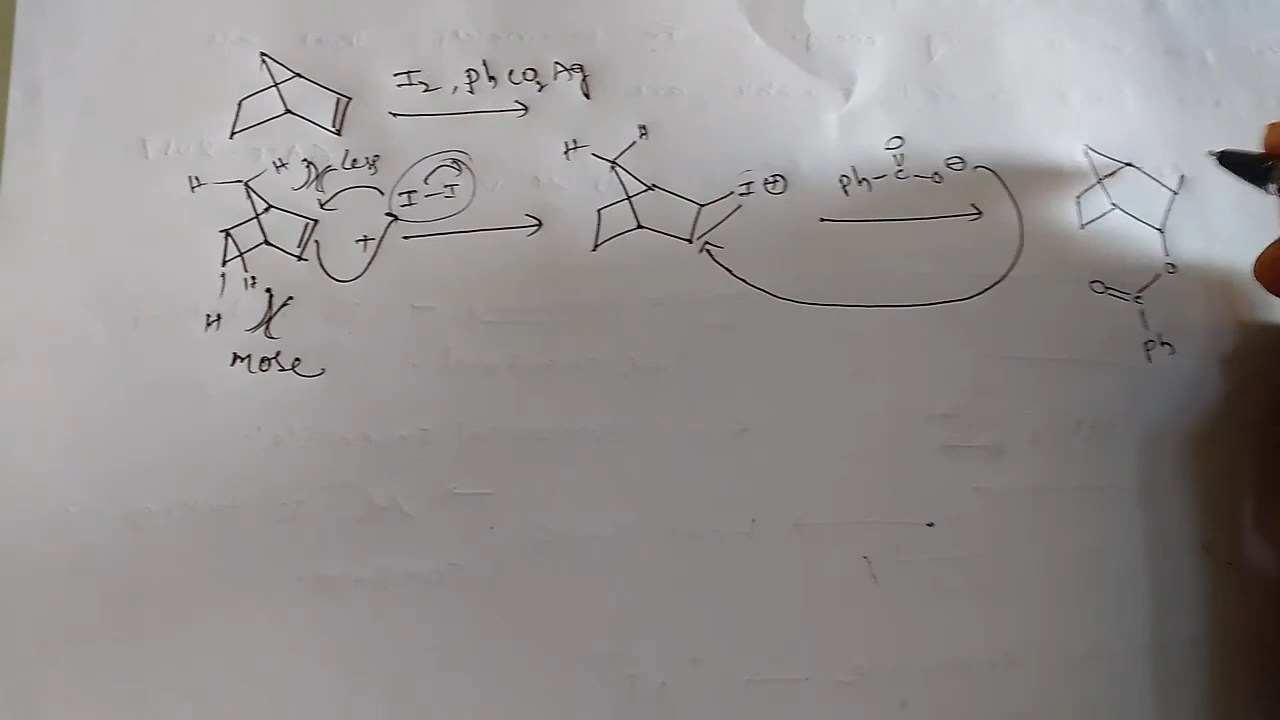 I₂, PhCO₂Ag
H H less
I—I
+
H H
more
H H
I⊕
Ph—C—O⊖
O
O
O=C
Ph